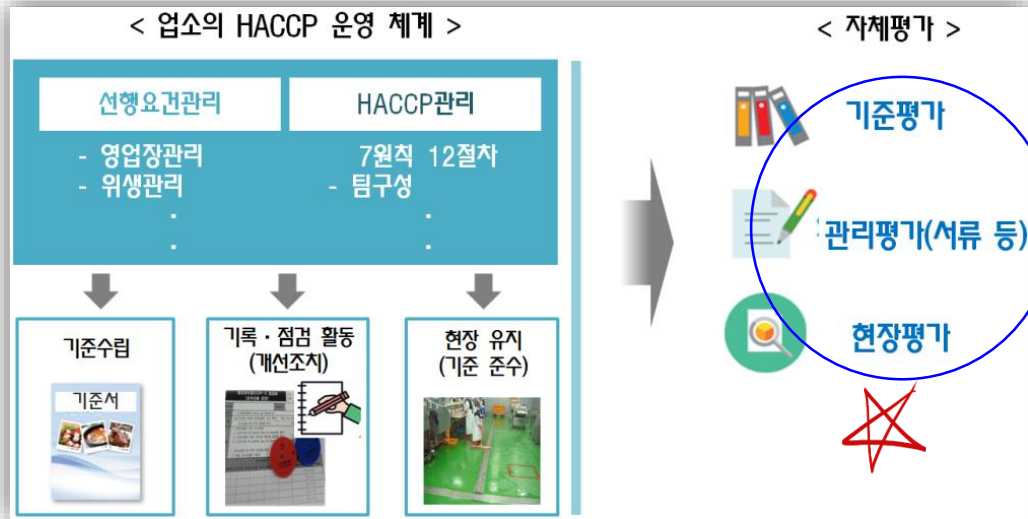 < 업소의 HACCP 운영 체계 >
< 자체평가 >
선행요건관리
HACCP관리
- 영업장관리
- 위생관리
.
.
7원칙 12절차
- 팀구성
.
.
기준수립
기준서
기록 · 점검 활동
(개선조치)
현장 유지
(기준 준수)
기준평가
관리평가(서류 등)
현장평가